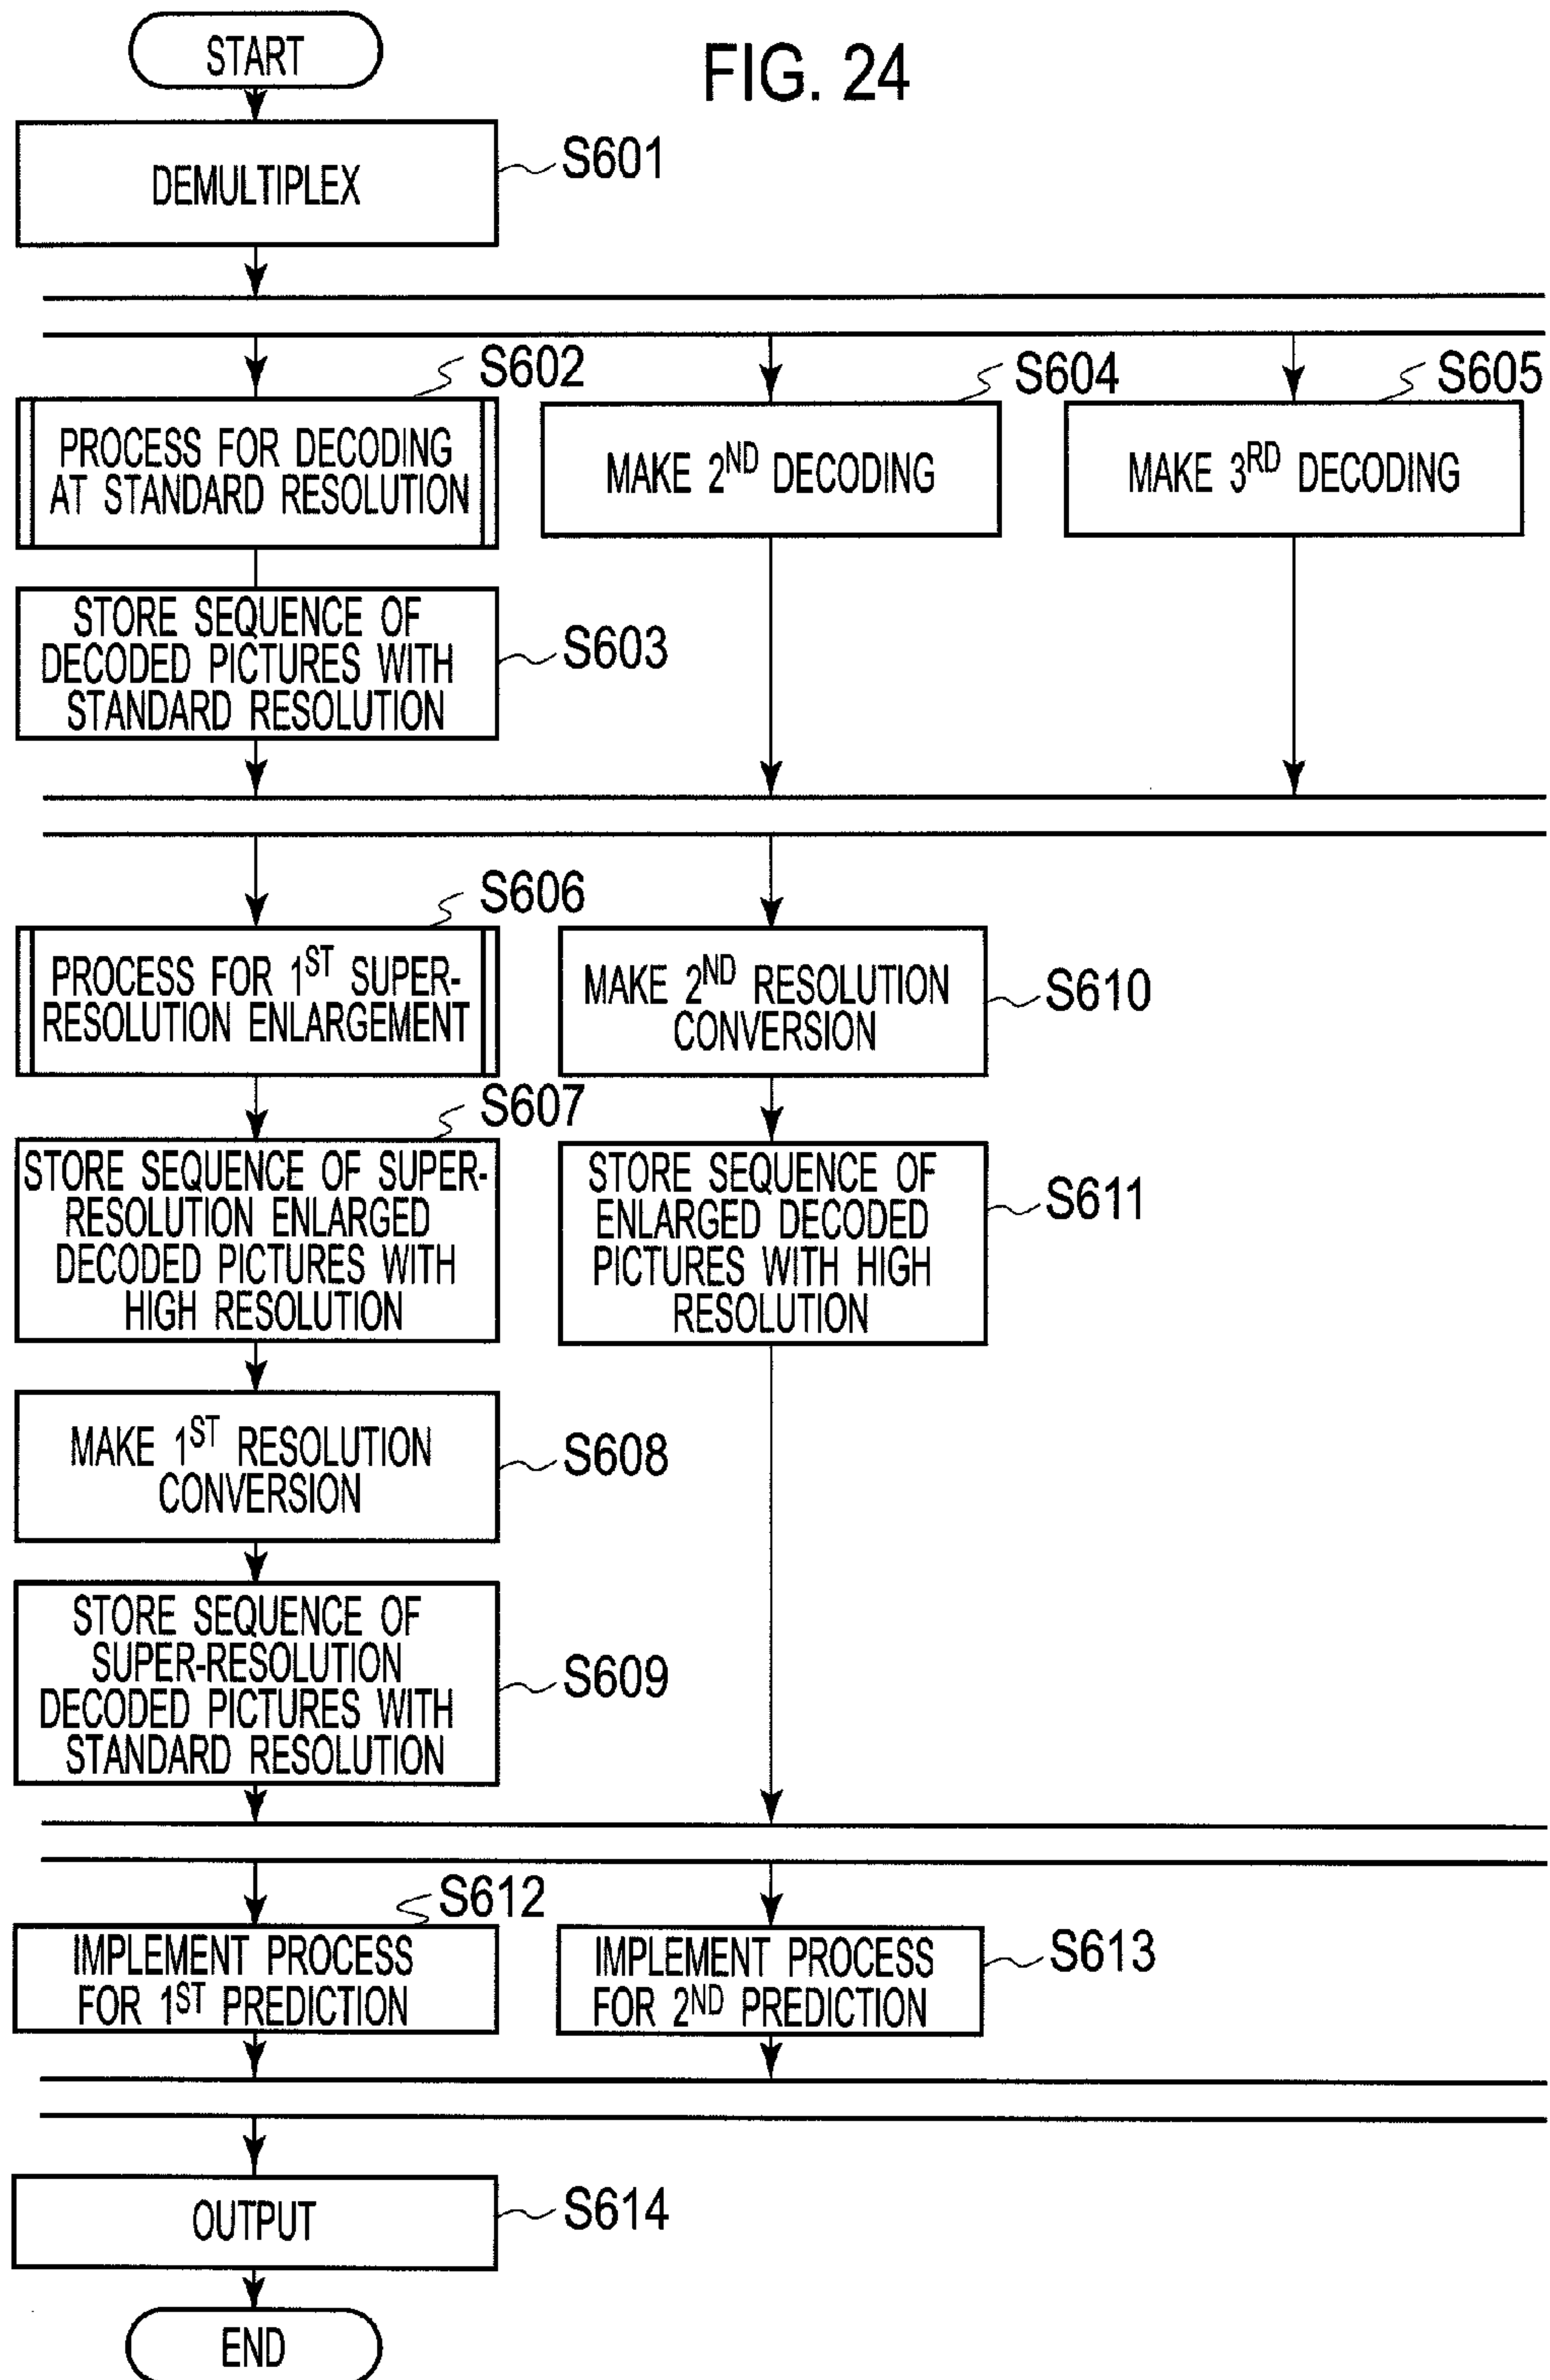 START
FIG. 24
DEMULTIPLEX
S601
S602
PROCESS FOR DECODING
AT STANDARD RESOLUTION
S604
MAKE 2ND DECODING
S605
MAKE 3RD DECODING
STORE SEQUENCE OF
DECODED PICTURES WITH
STANDARD RESOLUTION
S603
S606
PROCESS FOR 1ST SUPER-
RESOLUTION ENLARGEMENT
MAKE 2ND RESOLUTION
CONVERSION
S610
S607
STORE SEQUENCE OF SUPER-
RESOLUTION ENLARGED
DECODED PICTURES WITH
HIGH RESOLUTION
STORE SEQUENCE OF
ENLARGED DECODED
PICTURES WITH HIGH
RESOLUTION
S611
MAKE 1ST RESOLUTION
CONVERSION
S608
STORE SEQUENCE OF
SUPER-RESOLUTION
DECODED PICTURES WITH
STANDARD RESOLUTION
S609
S612
IMPLEMENT PROCESS
FOR 1ST PREDICTION
IMPLEMENT PROCESS
FOR 2ND PREDICTION
S613
OUTPUT
S614
END